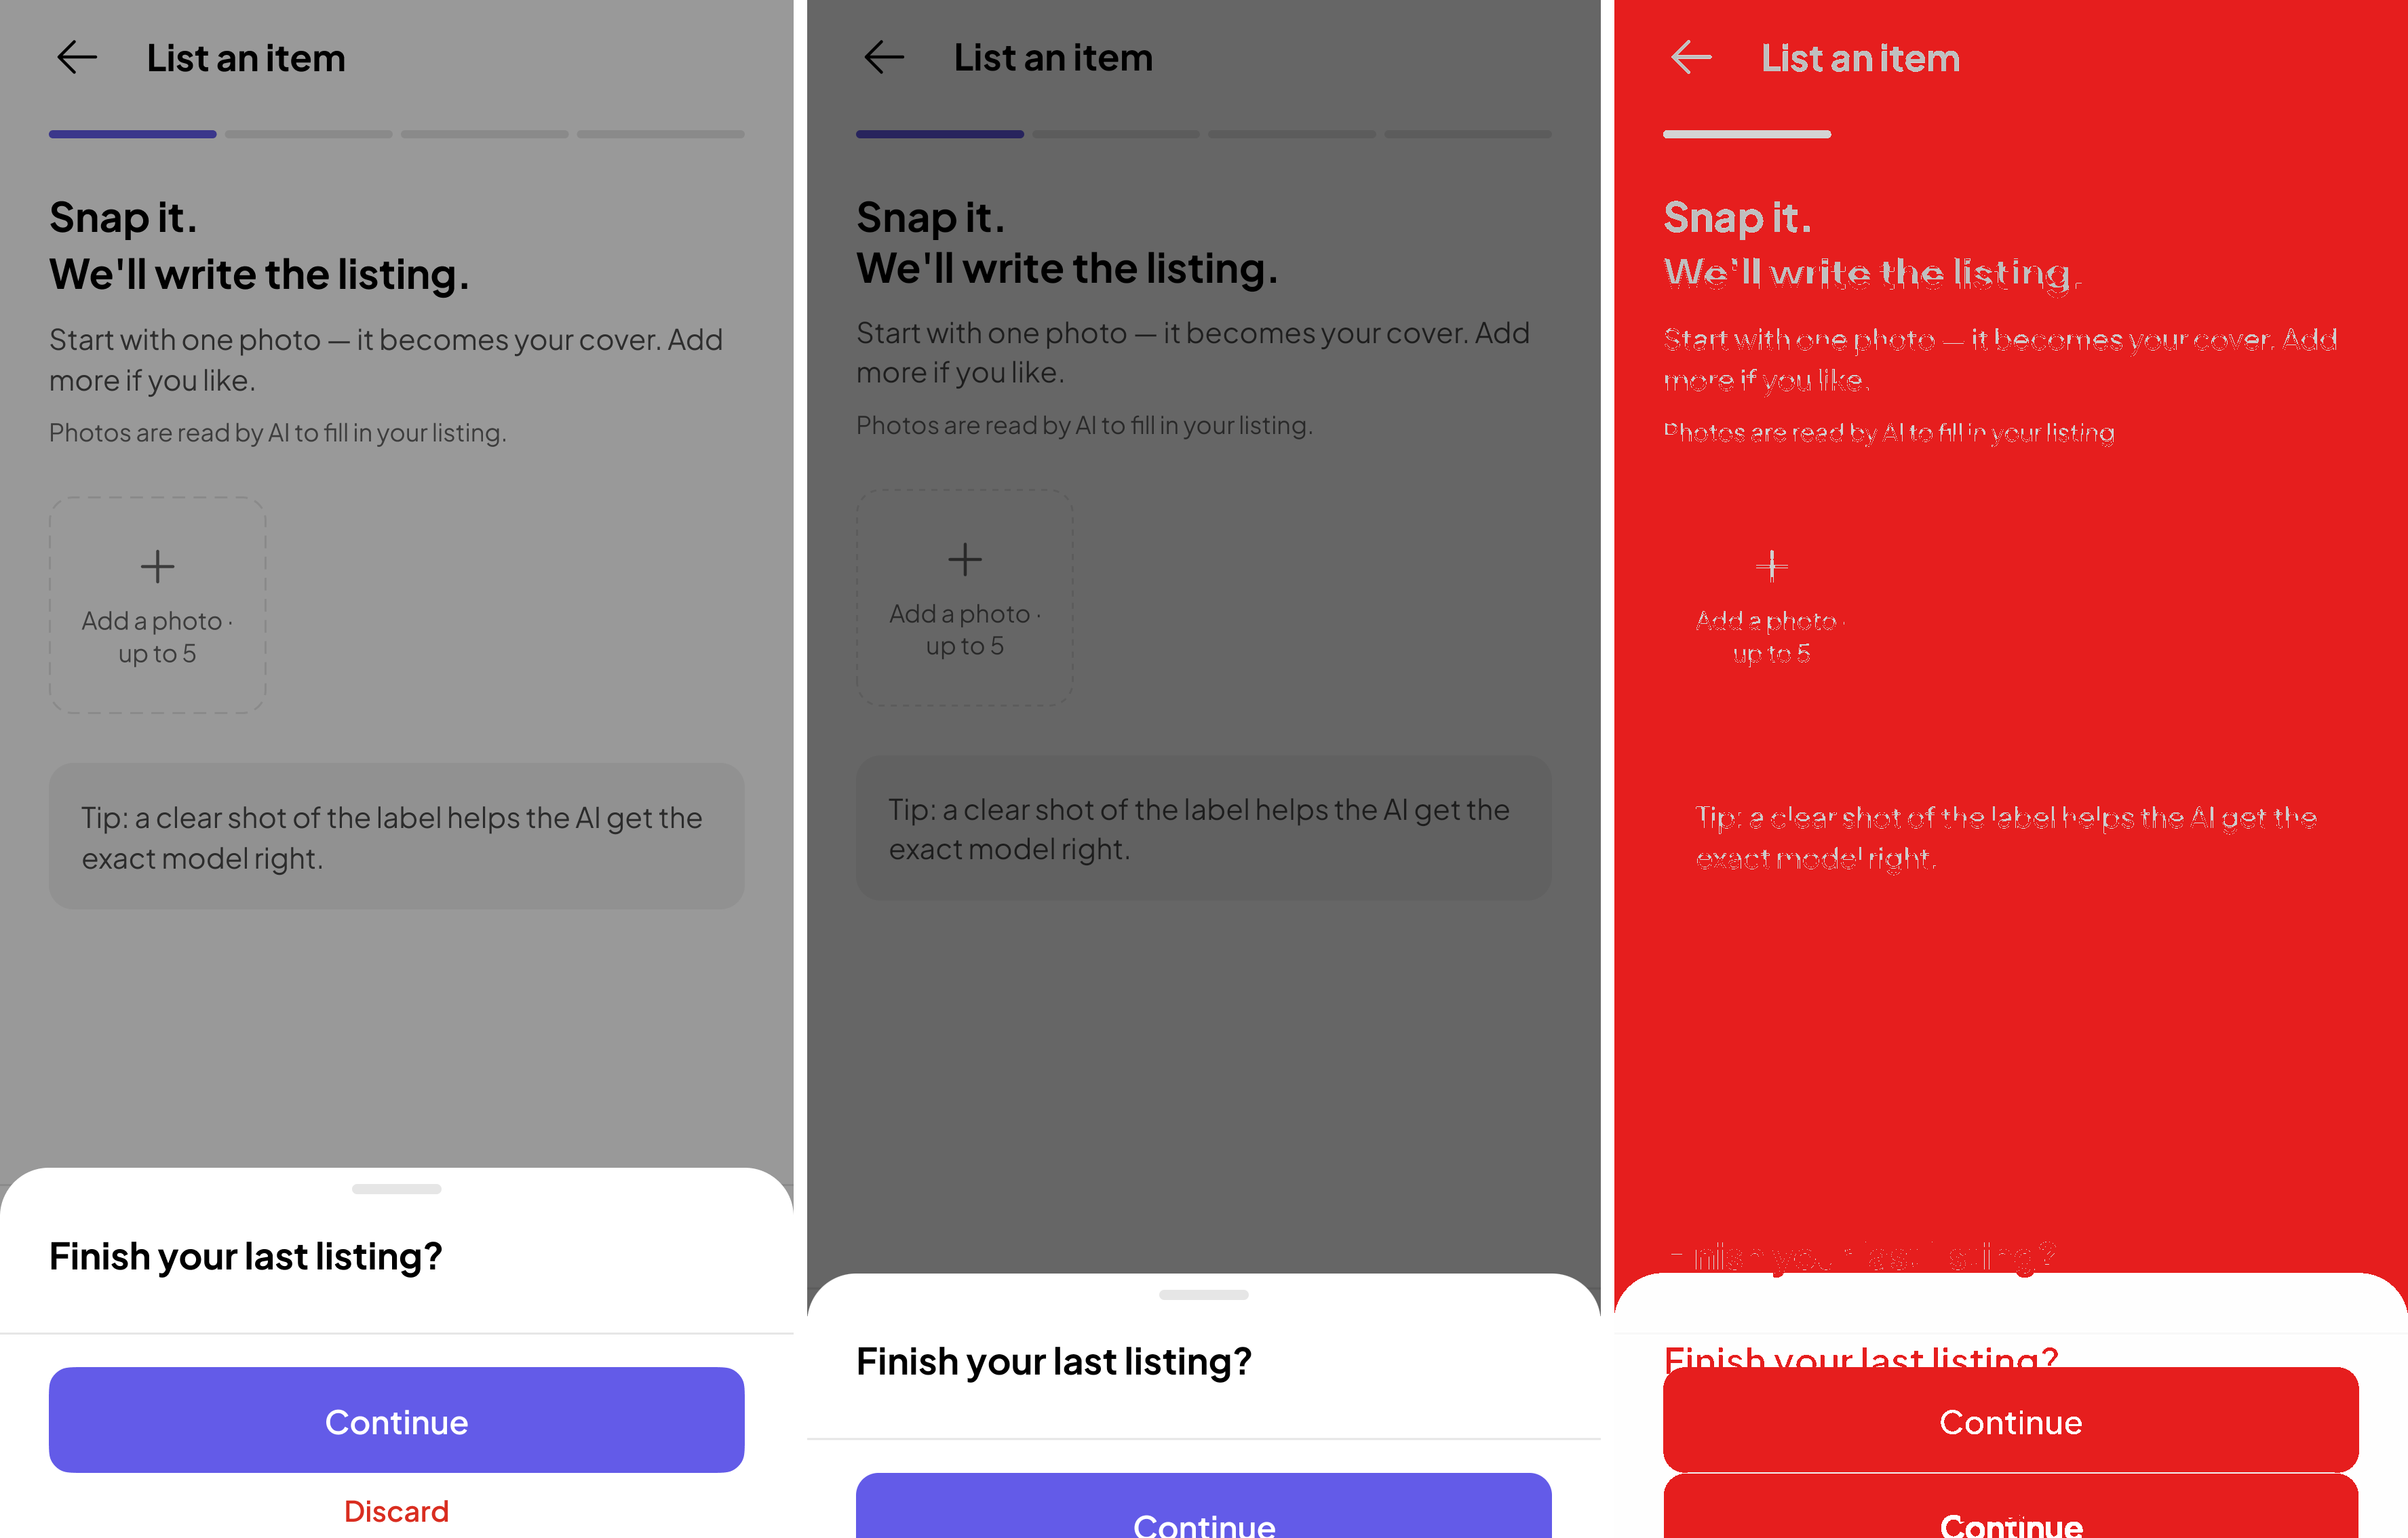 List an item
Snap it.
We'll write the listing.
Start with one photo — it becomes your cover. Add
more if you like.
Photos are read by AI to fill in your listing.
Add a photo ·
up to 5
Tip: a clear shot of the label helps the AI get the
exact model right.
Finish your last listing?
Continue
Discard
List an item
Snap it.
We'll write the listing.
Start with one photo — it becomes your cover. Add
more if you like.
Photos are read by AI to fill in your listing.
Add a photo ·
up to 5
Tip: a clear shot of the label helps the AI get the
exact model right.
Finish your last listing?
Continue
List an item
Snap it.
We'll write the listing.
Start with one photo — it becomes your cover. Add
more if you like.
Photos are read by AI to fill in your listing
Add a photo ·
up to 5
Tip: a clear shot of the label helps the AI get the
exact model right.
Finish your last listing?
Finish your last listing?
Continue
Continue